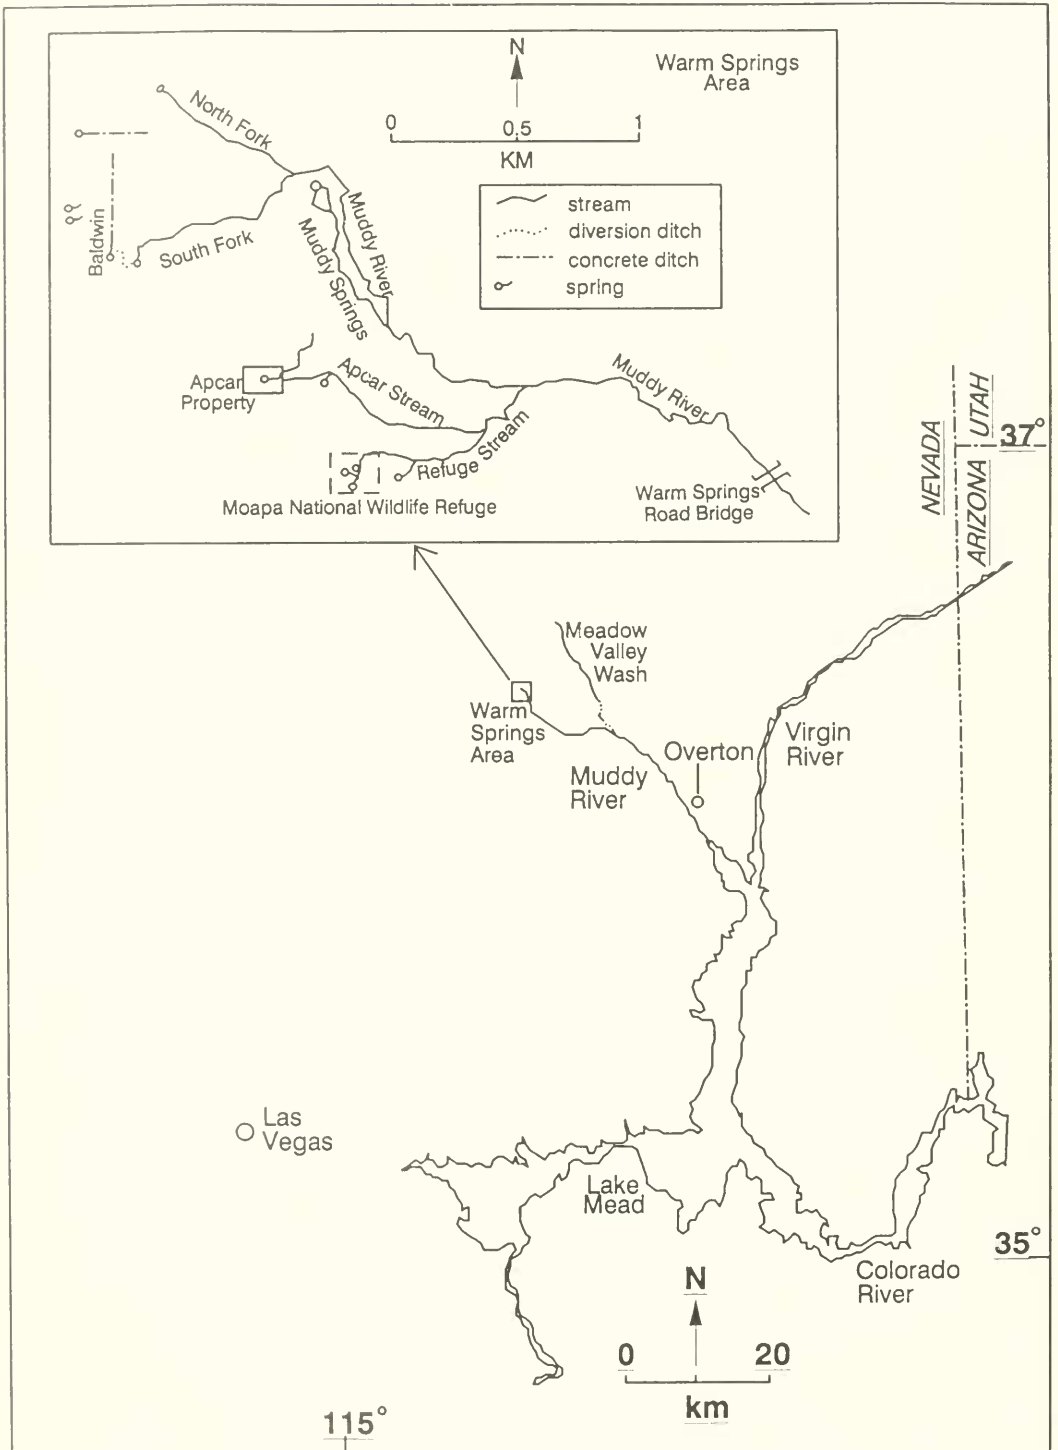 N
Warm Springs
Area
0
0.5
1
KM
North Fork
Baldwin
South Fork
Muddy River
Muddy Springs
stream
diversion ditch
concrete ditch
spring
Apcar
Property
Apcar Stream
Refuge Stream
Moapa National Wildlife Refuge
Muddy River
Warm Springs
Road Bridge
NEVADA
UTAH
37°
ARIZONA
Meadow
Valley
Wash
Warm
Springs
Area
Muddy
River
Overton
Virgin
River
Las
Vegas
Lake
Mead
35°
Colorado
River
N
0
20
km
115°